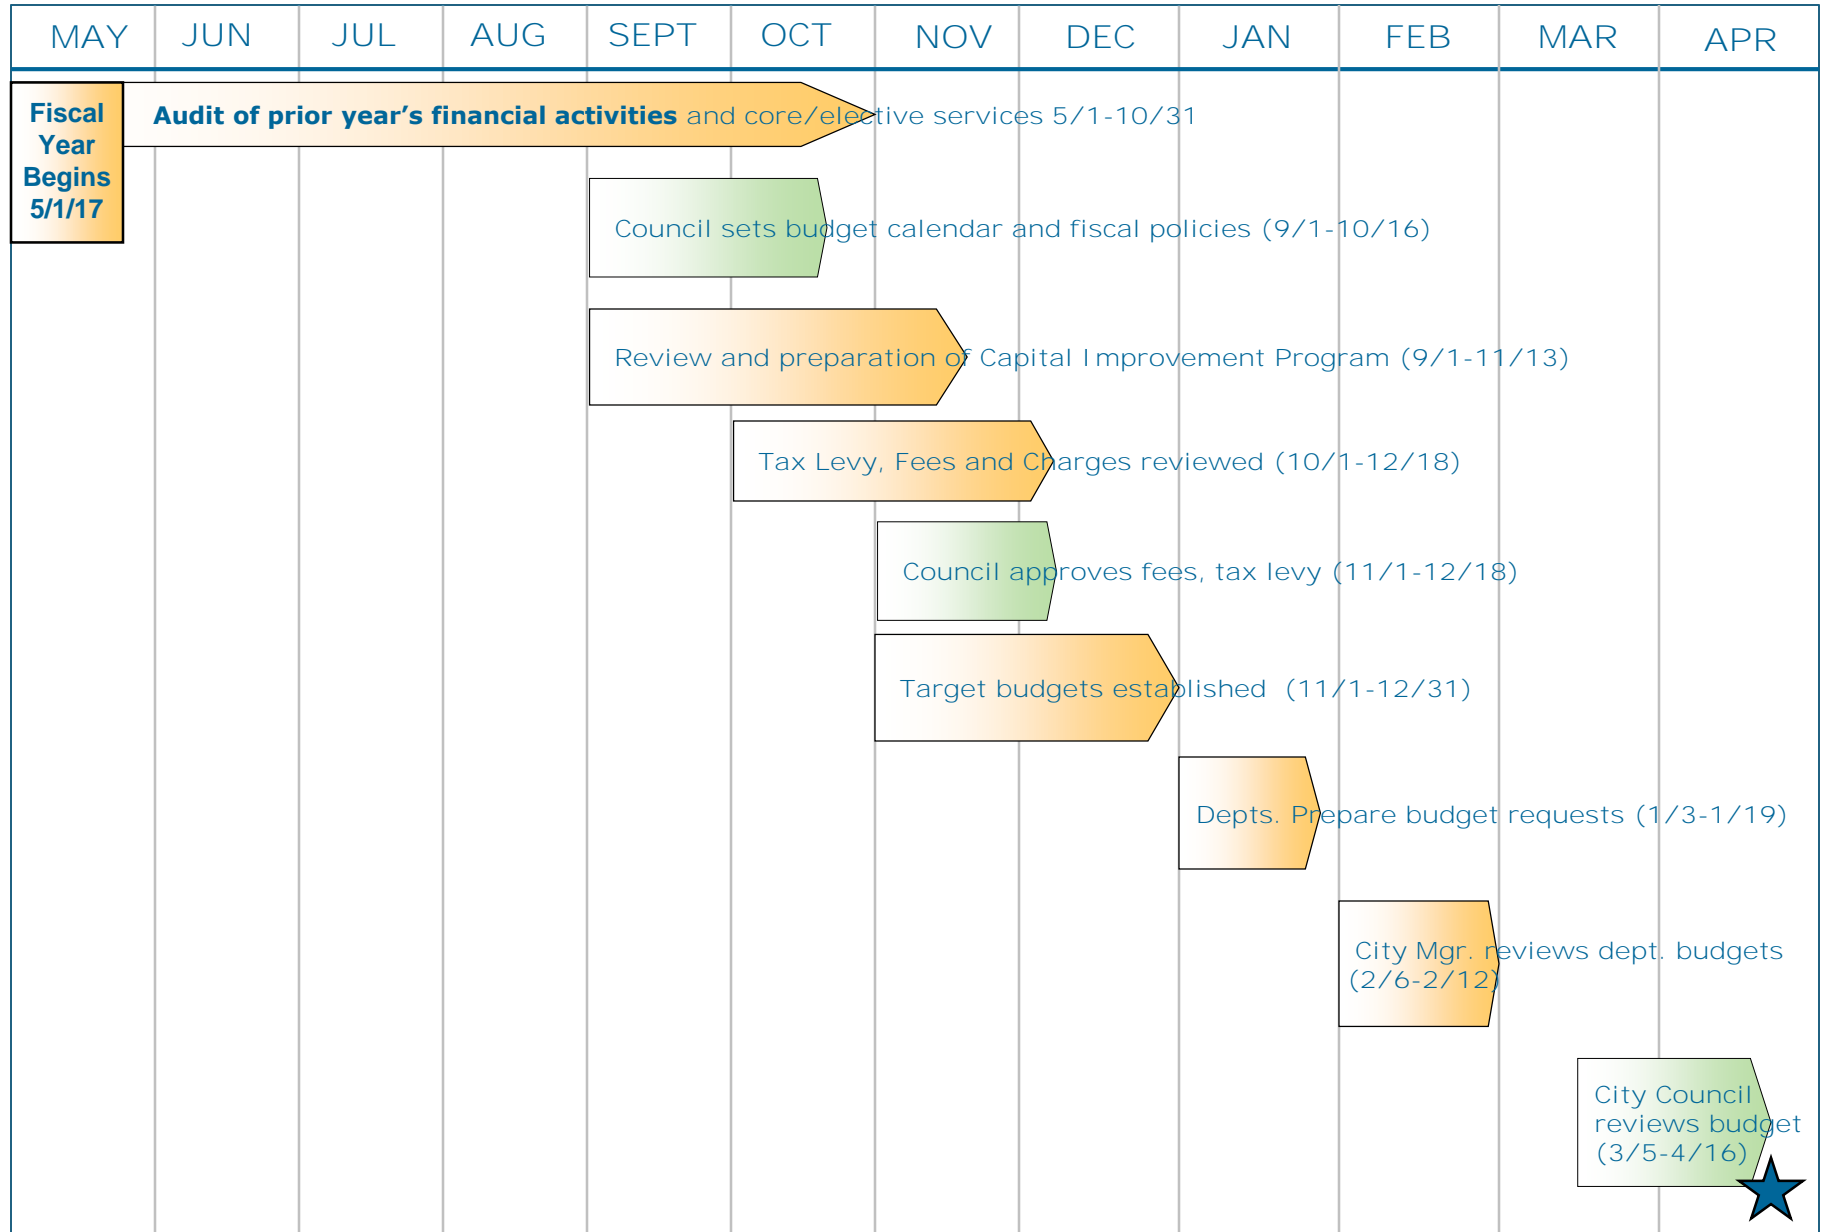 MAY JUN JUL AUG SEPT OCT NOV DEC JAN FEB MAR APR
Fiscal
Year
Begins
5/1/17
Audit of prior year's financial activities and core/elective services 5/1-10/31
Council sets budget calendar and fiscal policies (9/1-10/16)
Review and preparation of Capital Improvement Program (9/1-11/13)
Tax Levy, Fees and Charges reviewed (10/1-12/18)
Council approves fees, tax levy (11/1-12/18)
Target budgets established (11/1-12/31)
Depts. Prepare budget requests (1/3-1/19)
City Mgr. reviews dept. budgets
(2/6-2/12)
City Council
reviews budget
(3/5-4/16)